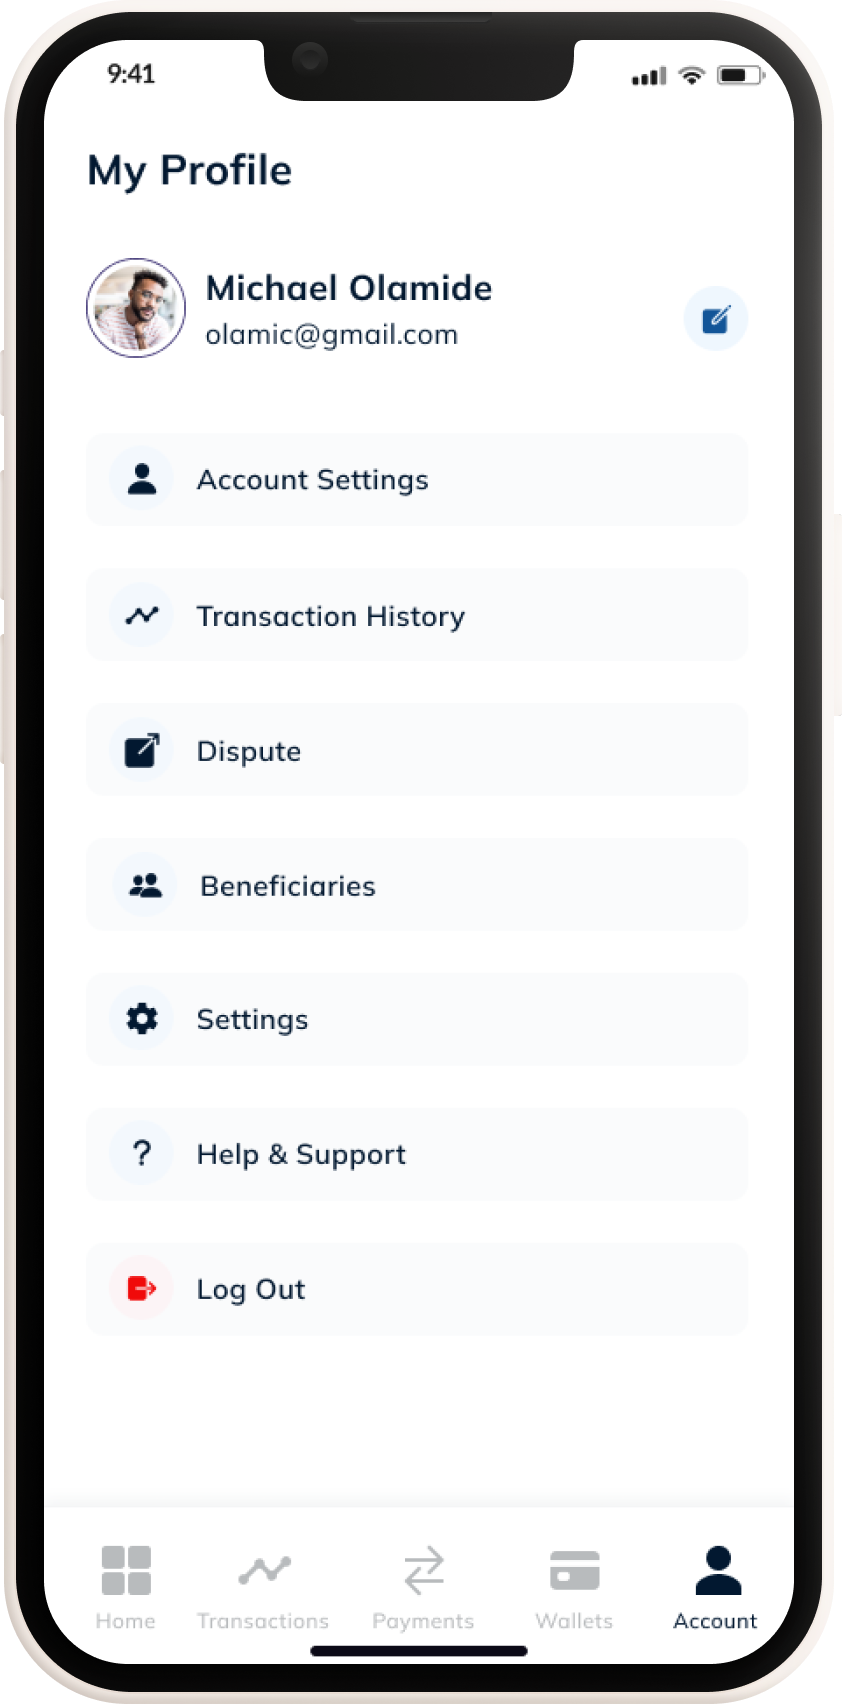 9:41
My Profile
Michael Olamide
olamic@gmail.com
Account Settings
Transaction History
Dispute
Beneficiaries
Settings
? Help & Support
Log Out
Home Transactions Payments Wallets Account